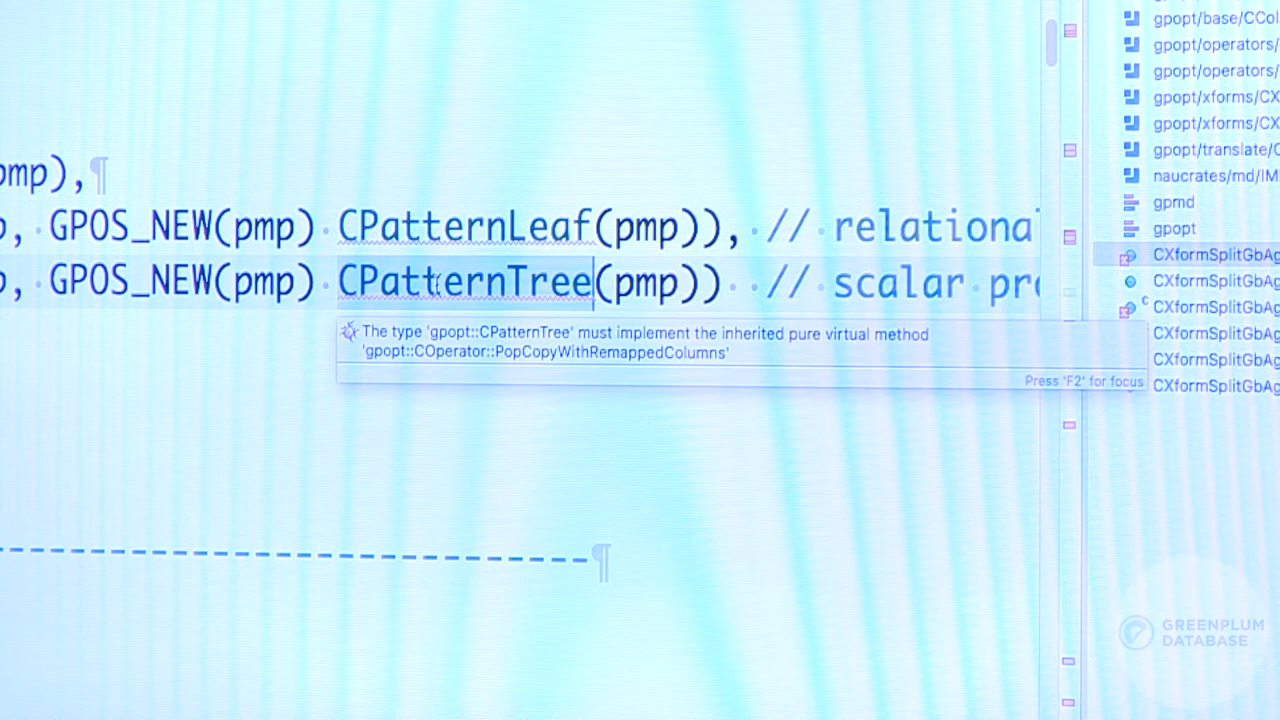 pmp),¶
p, GPOS_NEW(pmp) CPatternLeaf(pmp)), // relational
p, GPOS_NEW(pmp) CPatternTree(pmp)) // scalar pr
The type 'gpopt::CPatternTree' must implement the inherited pure virtual method
'gpopt::COperator::PopCopyWithRemappedColumns'
Press 'F2' for focus
¶
gpopt/base/CCol
gpopt/operators/
gpopt/operators/
gpopt/xforms/CX
gpopt/xforms/CX
gpopt/translate/C
naucrates/md/IM
gpmd
gpopt
CXformSplitGbAg
CXformSplitGbAg
CXformSplitGbAg
CXformSplitGbAg
CXformSplitGbAg
CXformSplitGbAg
GREENPLUM
DATABASE